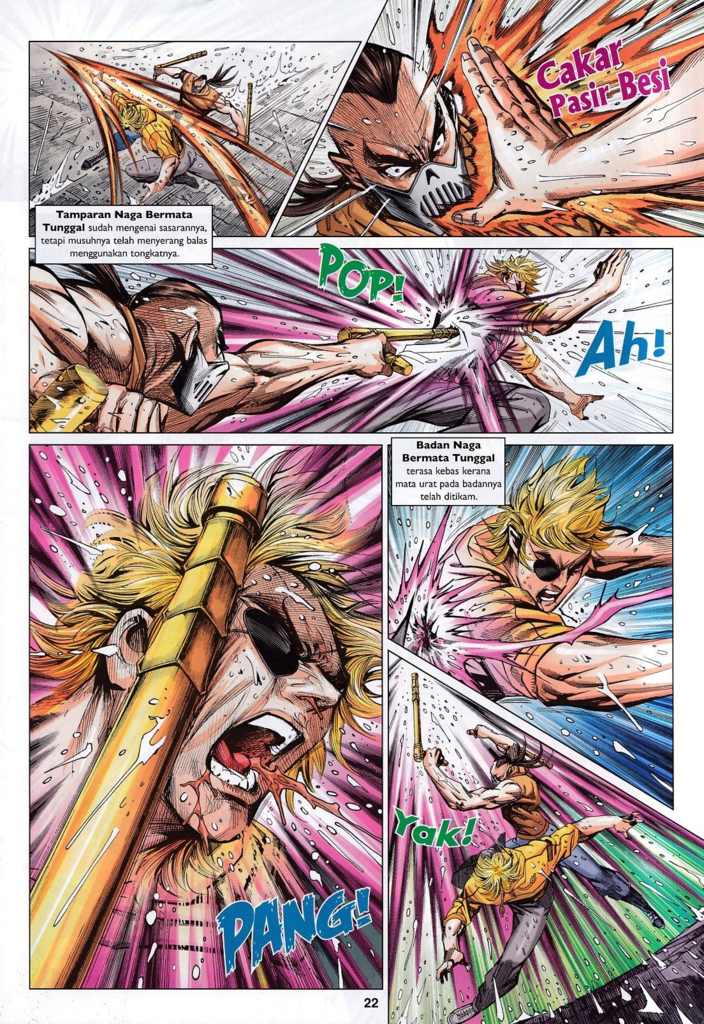 Cakar
Pasir Besi
Tamparan Naga Bermata
Tunggal sudah mengenai sasarannya,
tetapi musuhnya telah menyerang balas
menggunakan tongkatnya.
POP!
Ah!
Badan Naga
Bermata Tunggal
terasa kebas kerana
mata urat pada badannya
telah ditikam.
PANG!
Yak!
22